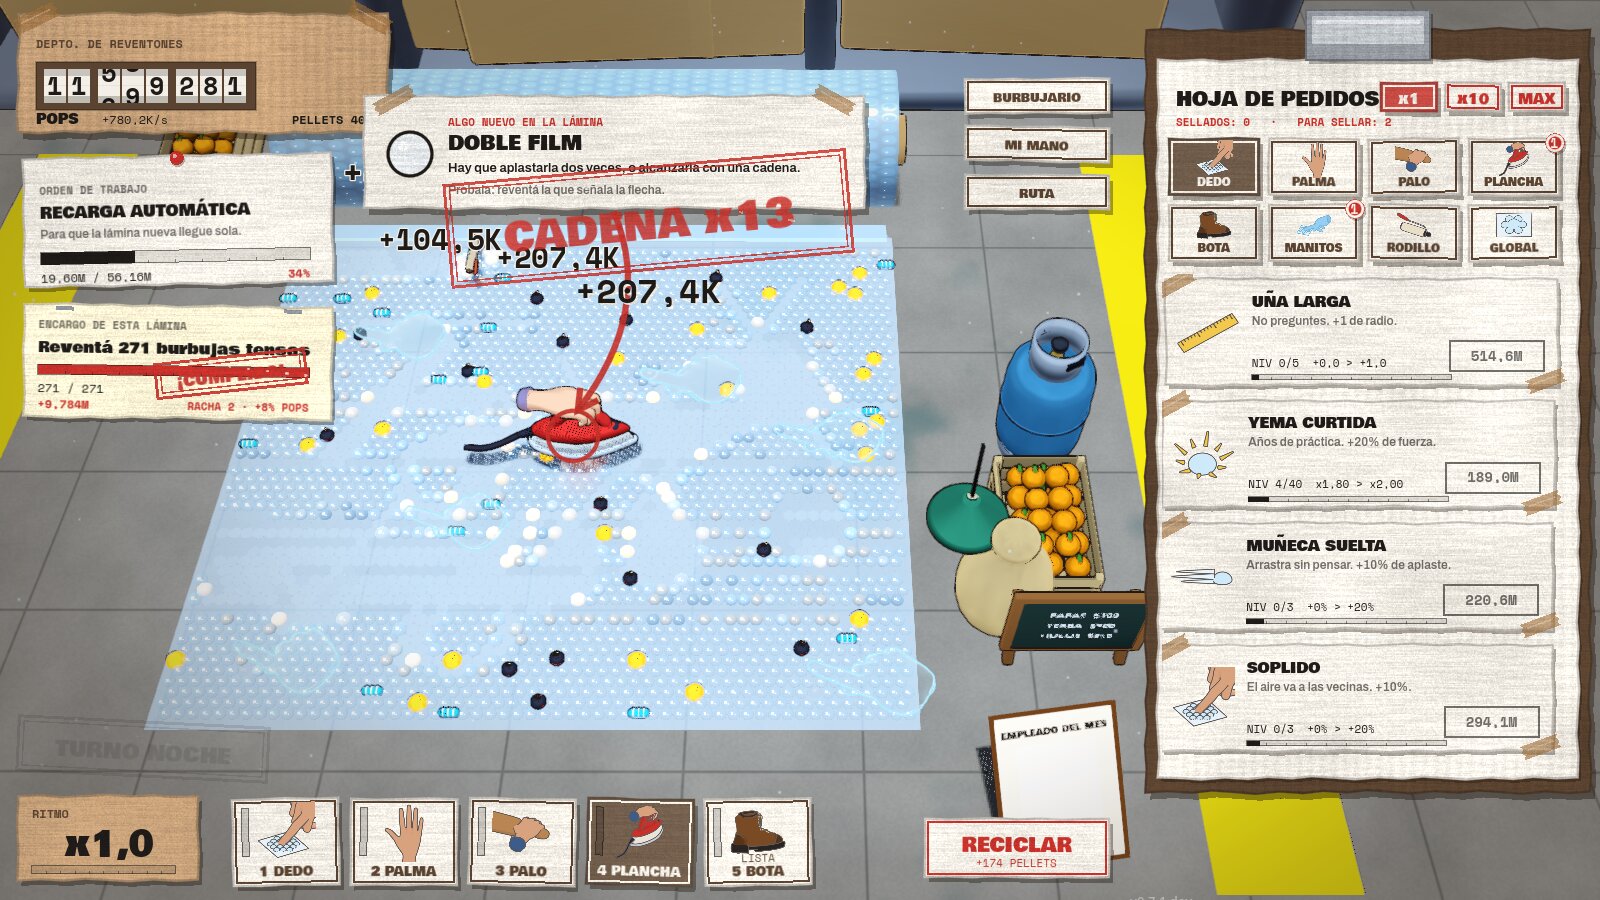 DEPTO. DE REVENTONES
9 281
POPS +780,2K/s PELLETS 40
ORDEN DE TRABAJO
RECARGA AUTOMÁTICA
Para que la lámina nueva llegue sola.
19,60M / 56,16M 34%
ENCARGO DE ESTA LÁMINA
Reventá 271 burbujas tensas
271 / 271
+9,784M RACHA 2 · +8% POPS
ALGO NUEVO EN LA LÁMINA
DOBLE FILM
Hay que aplastarla dos veces, o alcanzarla con una cadena.
Probala: reventá la que señala la flecha.
CADENA x13
+104,5K
+207,4K
+207,4K
BURBUJARIO
MI MANO
RUTA
HOJA DE PEDIDOS x1 x10 MAX
SELLADOS: 0 · PARA SELLAR: 2
DEDO
PALMA
PALO
PLANCHA
1
BOTA
MANITOS
1
RODILLO
GLOBAL
UÑA LARGA
No preguntes. +1 de radio.
NIV 0/5 +0,0 > +1,0
514,6M
YEMA CURTIDA
Años de práctica. +20% de fuerza.
NIV 4/40 x1,80 > x2,00
189,0M
MUÑECA SUELTA
Arrastra sin pensar. +10% de aplaste.
NIV 0/3 +0% > +20%
220,6M
SOPLIDO
El aire va a las vecinas. +10%.
NIV 0/3 +0% > +20%
294,1M
EMPLEADO DEL MES
TURNO NOCHE
RITMO
x1,0
1 DEDO
2 PALMA
3 PALO
4 PLANCHA
LISTA
5 BOTA
RECICLAR
+174 PELLETS